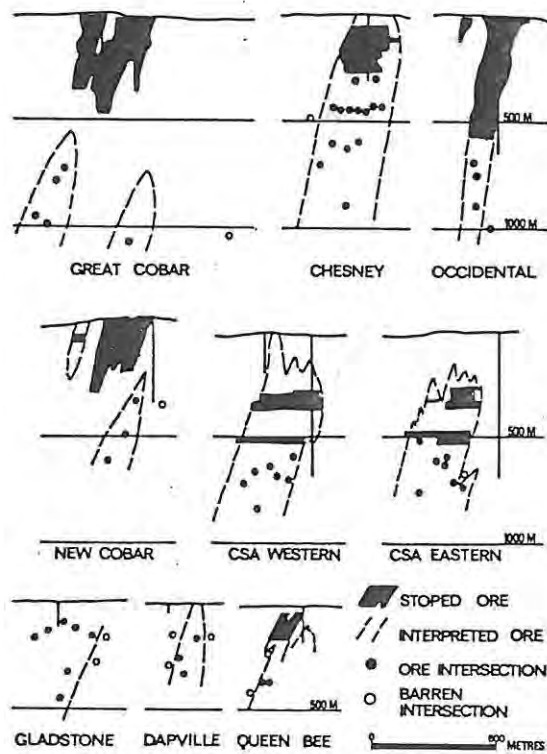 500 M
1000 M
GREAT COBAR
CHESNEY
OCCIDENTAL
500 M
1000 M
NEW COBAR
CSA WESTERN
CSA EASTERN
STOPED ORE
INTERPRETED ORE
ORE INTERSECTION
BARREN
INTERSECTION
500 M
GLADSTONE
DAPVILLE
QUEEN BEE
METRES